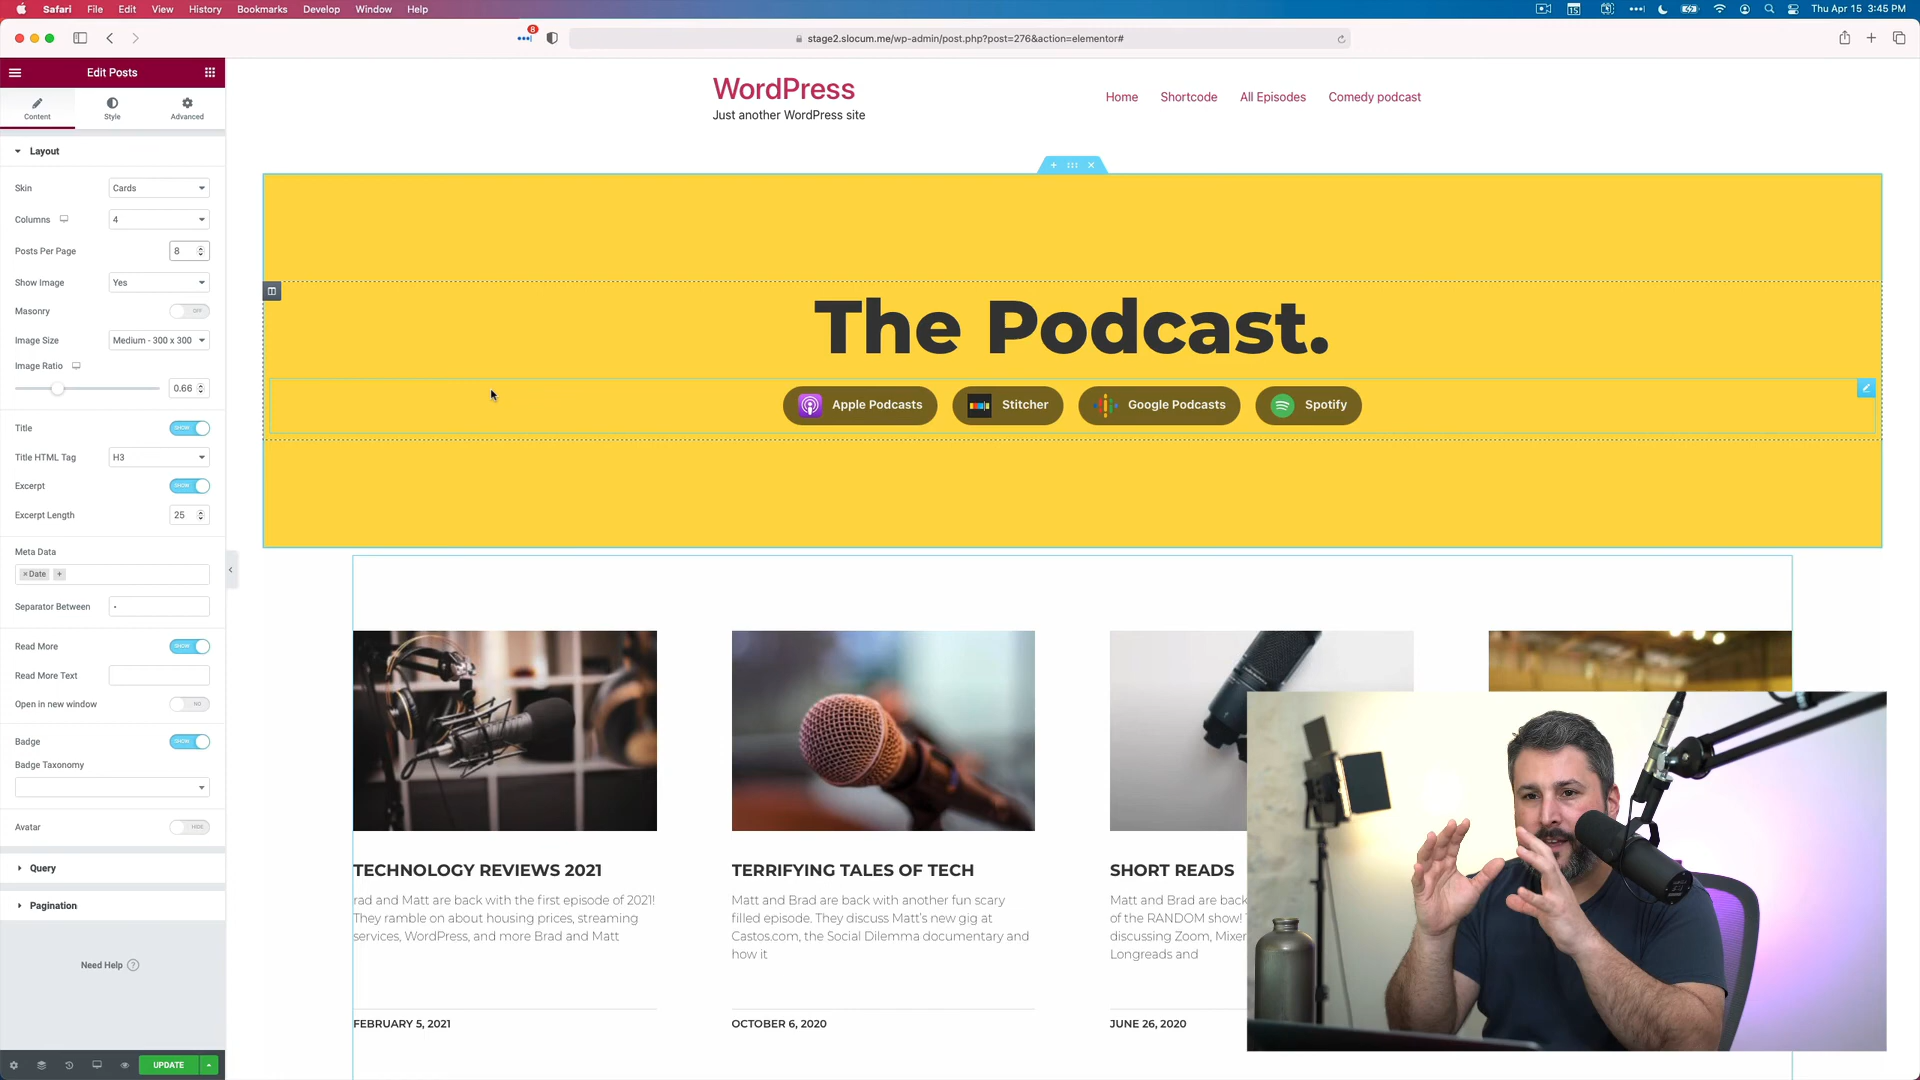 Safari File Edit View History Bookmarks Develop Window Help
Thu Apr 15 3:45 PM
8
stage2.slocum.me/wp-admin/post.php?post=276&action=elementor#
Edit Posts
Content Style Advanced
Layout
Skin Cards
Columns 4
Posts Per Page 8
Show Image Yes
Masonry OFF
Image Size Medium - 300 x 300
Image Ratio
0.66
Title SHOW
Title HTML Tag H3
Excerpt SHOW
Excerpt Length 25
Meta Data
× Date +
Separator Between •
Read More SHOW
Read More Text
Open in new window NO
Badge SHOW
Badge Taxonomy
Avatar HIDE
Query
Pagination
Need Help ?
UPDATE
WordPress
Just another WordPress site
Home Shortcode All Episodes Comedy podcast
The Podcast.
Apple Podcasts Stitcher Google Podcasts Spotify
TECHNOLOGY REVIEWS 2021
rad and Matt are back with the first episode of 2021!
They ramble on about housing prices, streaming
services, WordPress, and more Brad and Matt
FEBRUARY 5, 2021
TERRIFYING TALES OF TECH
Matt and Brad are back with another fun scary
filled episode. They discuss Matt's new gig at
Castos.com, the Social Dilemma documentary and
how it
OCTOBER 6, 2020
SHORT READS
Matt and Brad are back
of the RANDOM show!
discussing Zoom, Mixer
Longreads and
JUNE 26, 2020